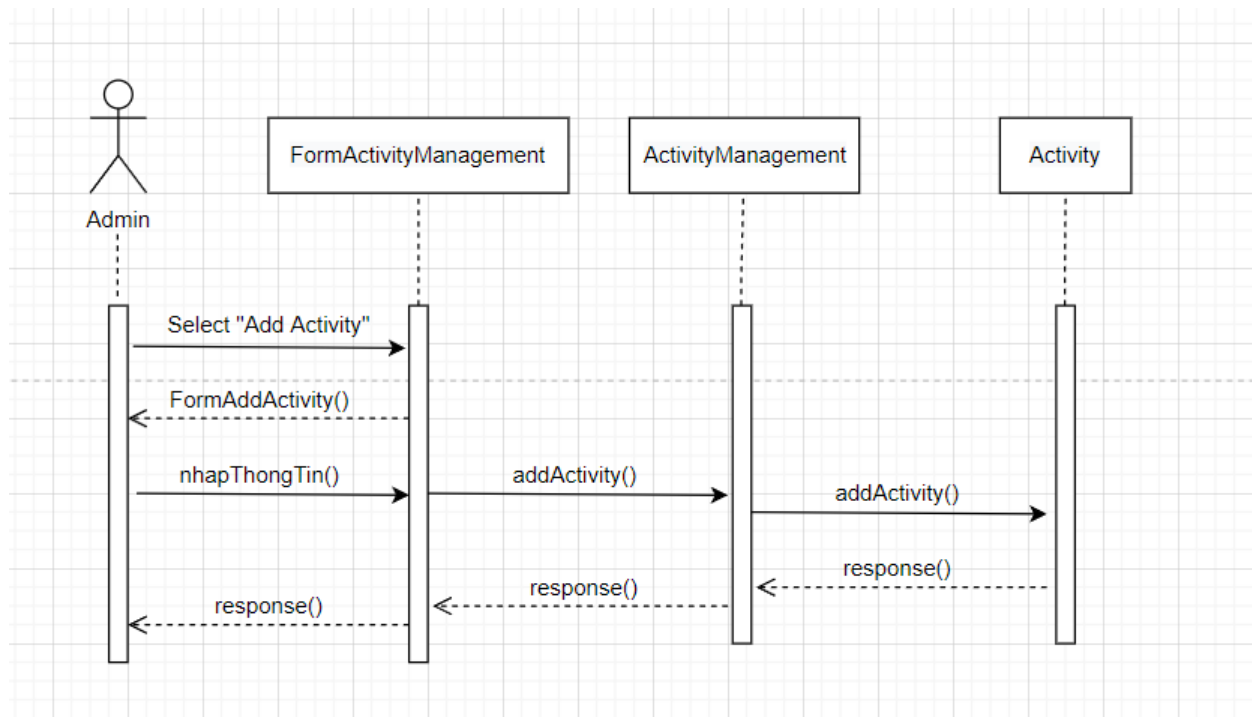 FormActivityManagement
ActivityManagement
Activity
Admin
Select "Add Activity"
FormAddActivity()
nhapThongTin()
addActivity()
addActivity()
response()
response()
response()